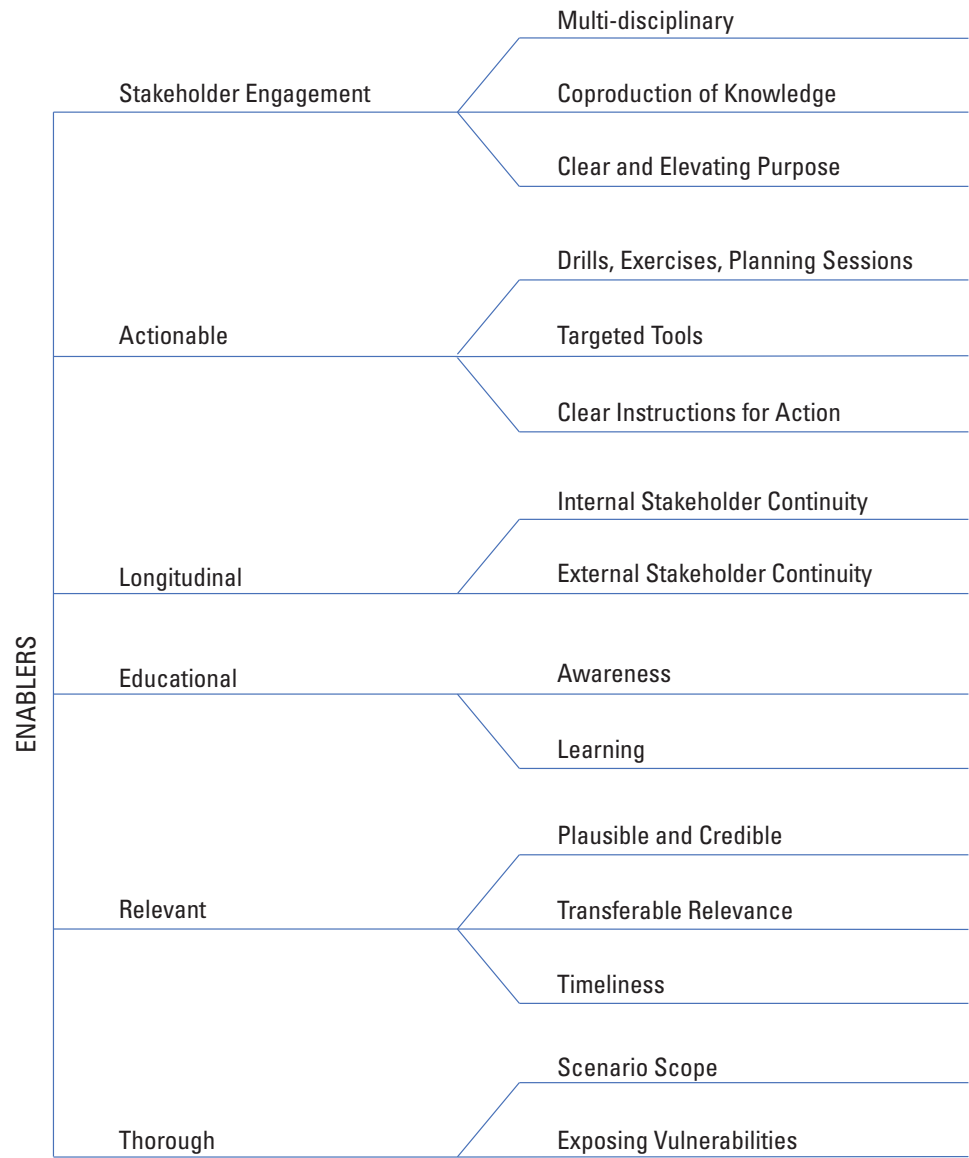 ENABLERS
Stakeholder Engagement
Multi-disciplinary
Coproduction of Knowledge
Clear and Elevating Purpose
Actionable
Drills, Exercises, Planning Sessions
Targeted Tools
Clear Instructions for Action
Longitudinal
Internal Stakeholder Continuity
External Stakeholder Continuity
Educational
Awareness
Learning
Relevant
Plausible and Credible
Transferable Relevance
Timeliness
Thorough
Scenario Scope
Exposing Vulnerabilities